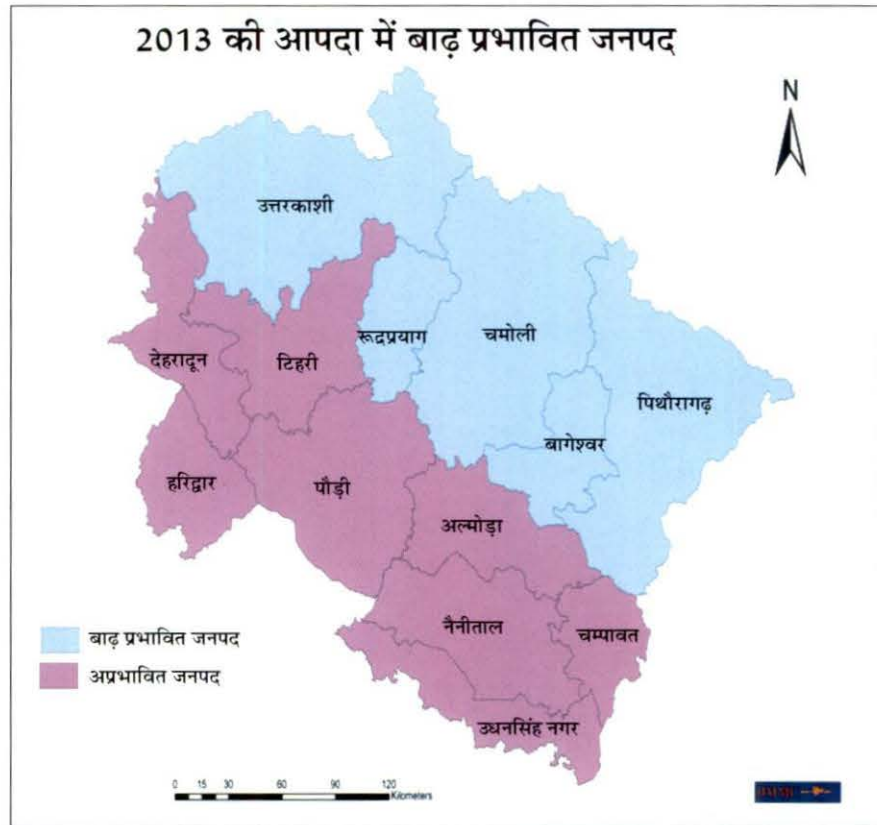 2013 की आपदा में बाढ़ प्रभावित जनपद
N
उत्तरकाशी
रूद्रप्रयाग
चमोली
देहरादून
टिहरी
पिथौरागढ़
बागेश्वर
हरिद्वार
पौड़ी
अल्मोड़ा
नैनीताल
चम्पावत
बाढ़ प्रभावित जनपद
अप्रभावित जनपद
उधनसिंह नगर
0 15 30 60 90 120
Kilometers